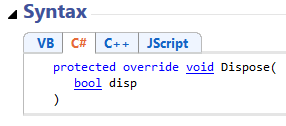 Syntax
VB C# C++ JScript
protected override void Dispose(
bool disp
)